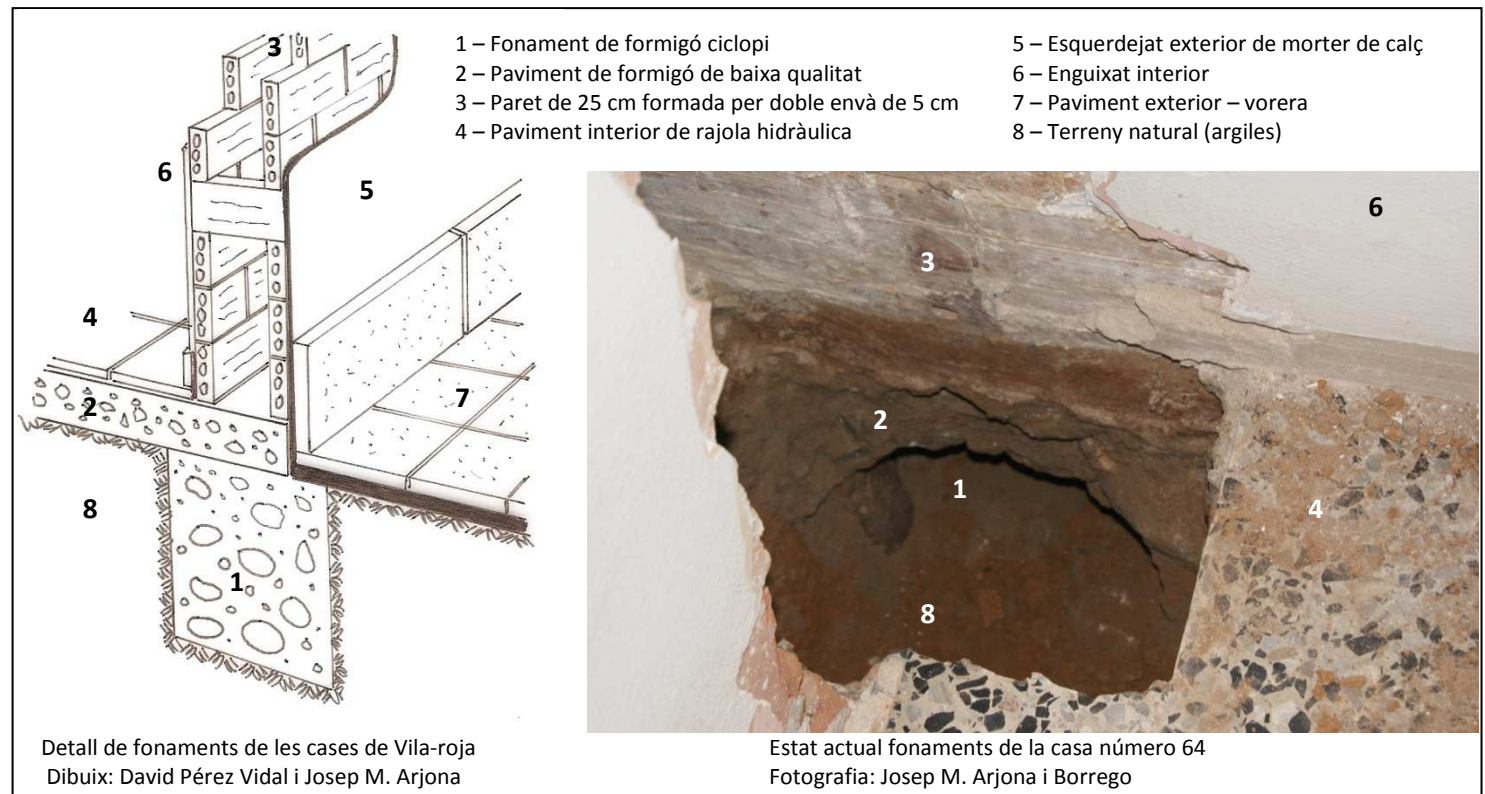 1 – Fonament de formigó ciclopi
2 – Paviment de formigó de baixa qualitat
3 – Paret de 25 cm formada per doble envà de 5 cm
4 – Paviment interior de rajola hidràulica
5 – Esquerdejat exterior de morter de calç
6 – Enguixat interior
7 – Paviment exterior – vorera
8 – Terreny natural (argiles)
3
6
5
4
7
2
8
1
6
3
2
1
4
8
Detall de fonaments de les cases de Vila-roja
Dibuix: David Pérez Vidal i Josep M. Arjona
Estat actual fonaments de la casa número 64
Fotografia: Josep M. Arjona i Borrego